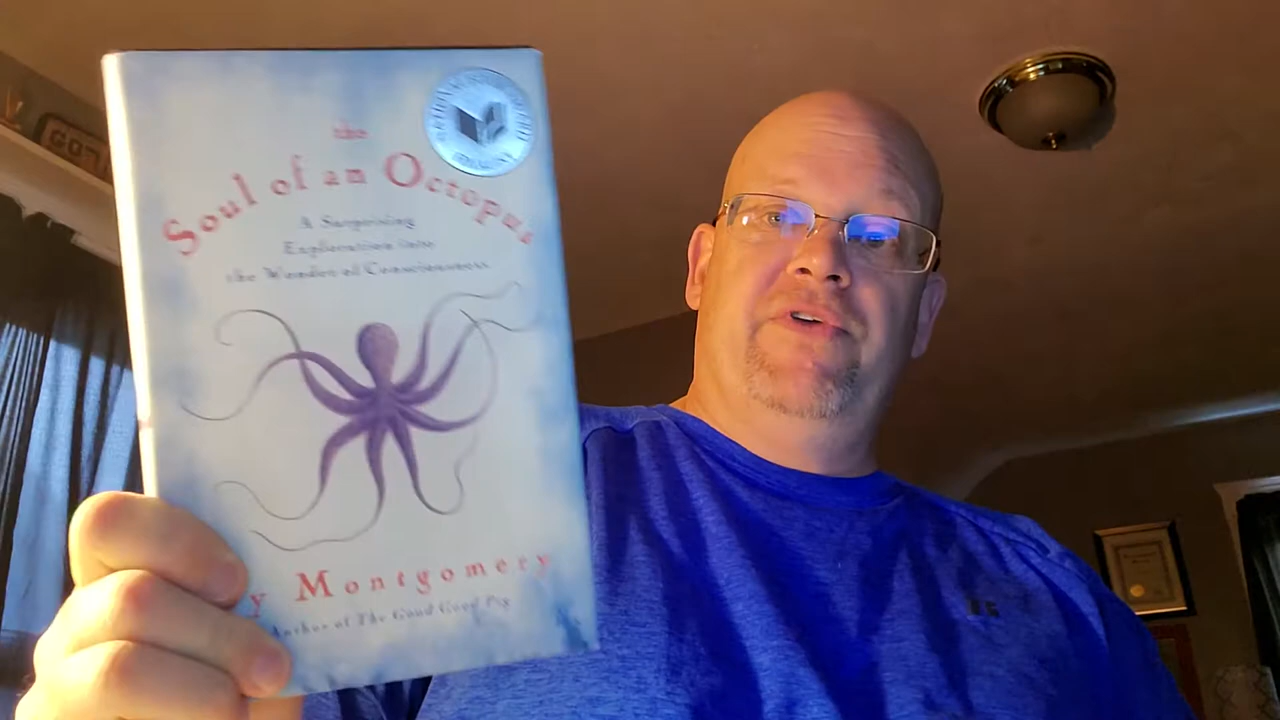 the
Soul of an Octopus
A Surprising
Exploration into
the Wonder of Consciousness
y Montgomery
Author of The Good Good Pig